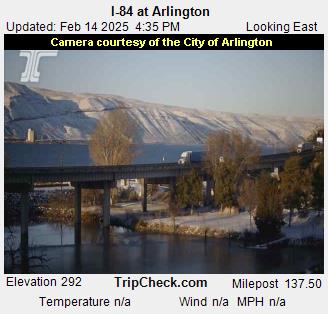 I-84 at Arlington
Updated: Feb 14 2025 4:35 PM Looking East
Camera courtesy of the City of Arlington
Elevation 292 TripCheck.com Milepost 137.50
Temperature n/a Wind n/a MPH n/a